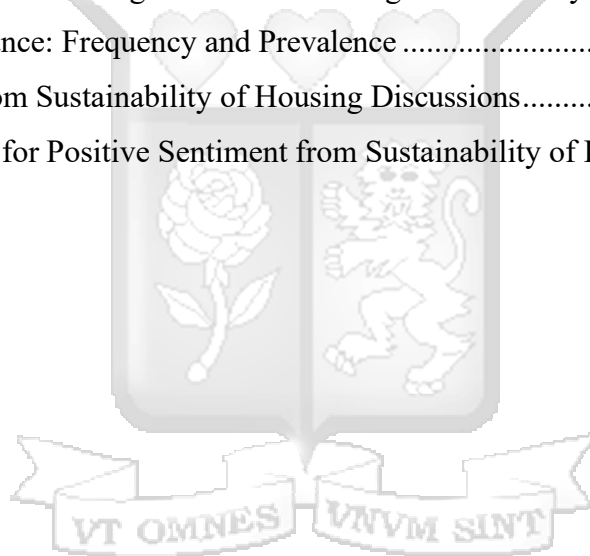 ance: Frequency and Prevalence .......................
om Sustainability of Housing Discussions.........
for Positive Sentiment from Sustainability of
VT OMNES VNVM SINT